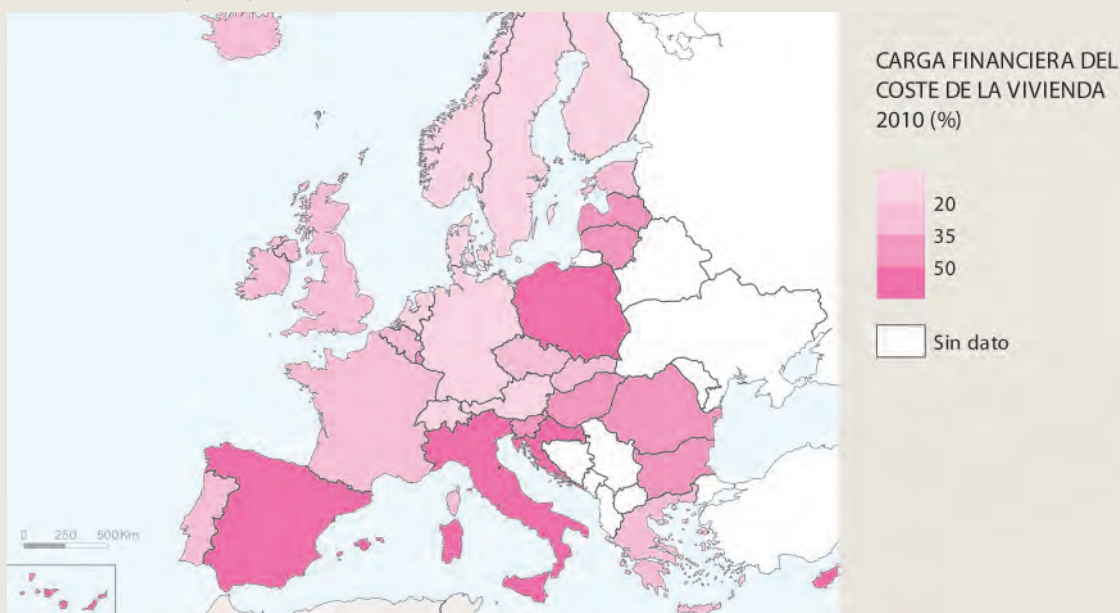 CARGA FINANCIERA DEL
COSTE DE LA VIVIENDA
2010 (%)
20
35
50
Sin dato
0 250 500Km